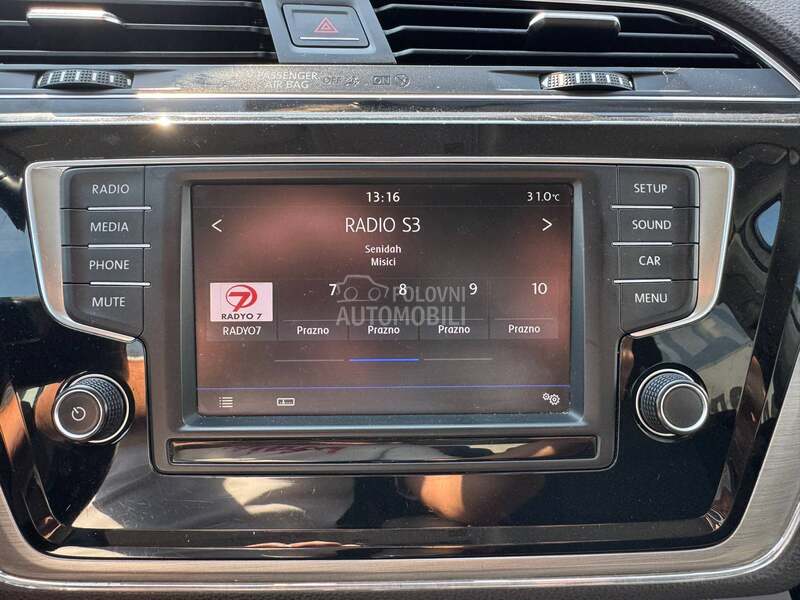 PASSENGER
AIR BAG OFF ON
RADIO
MEDIA
PHONE
MUTE
13:16
31.0°C
< RADIO S3 >
Senidah
Misici
7 8 9 10
7
RADYO 7
RADYO7 Prazno Prazno Prazno Prazno
POLOVNI
AUTOMOBILI
SETUP
SOUND
CAR
MENU